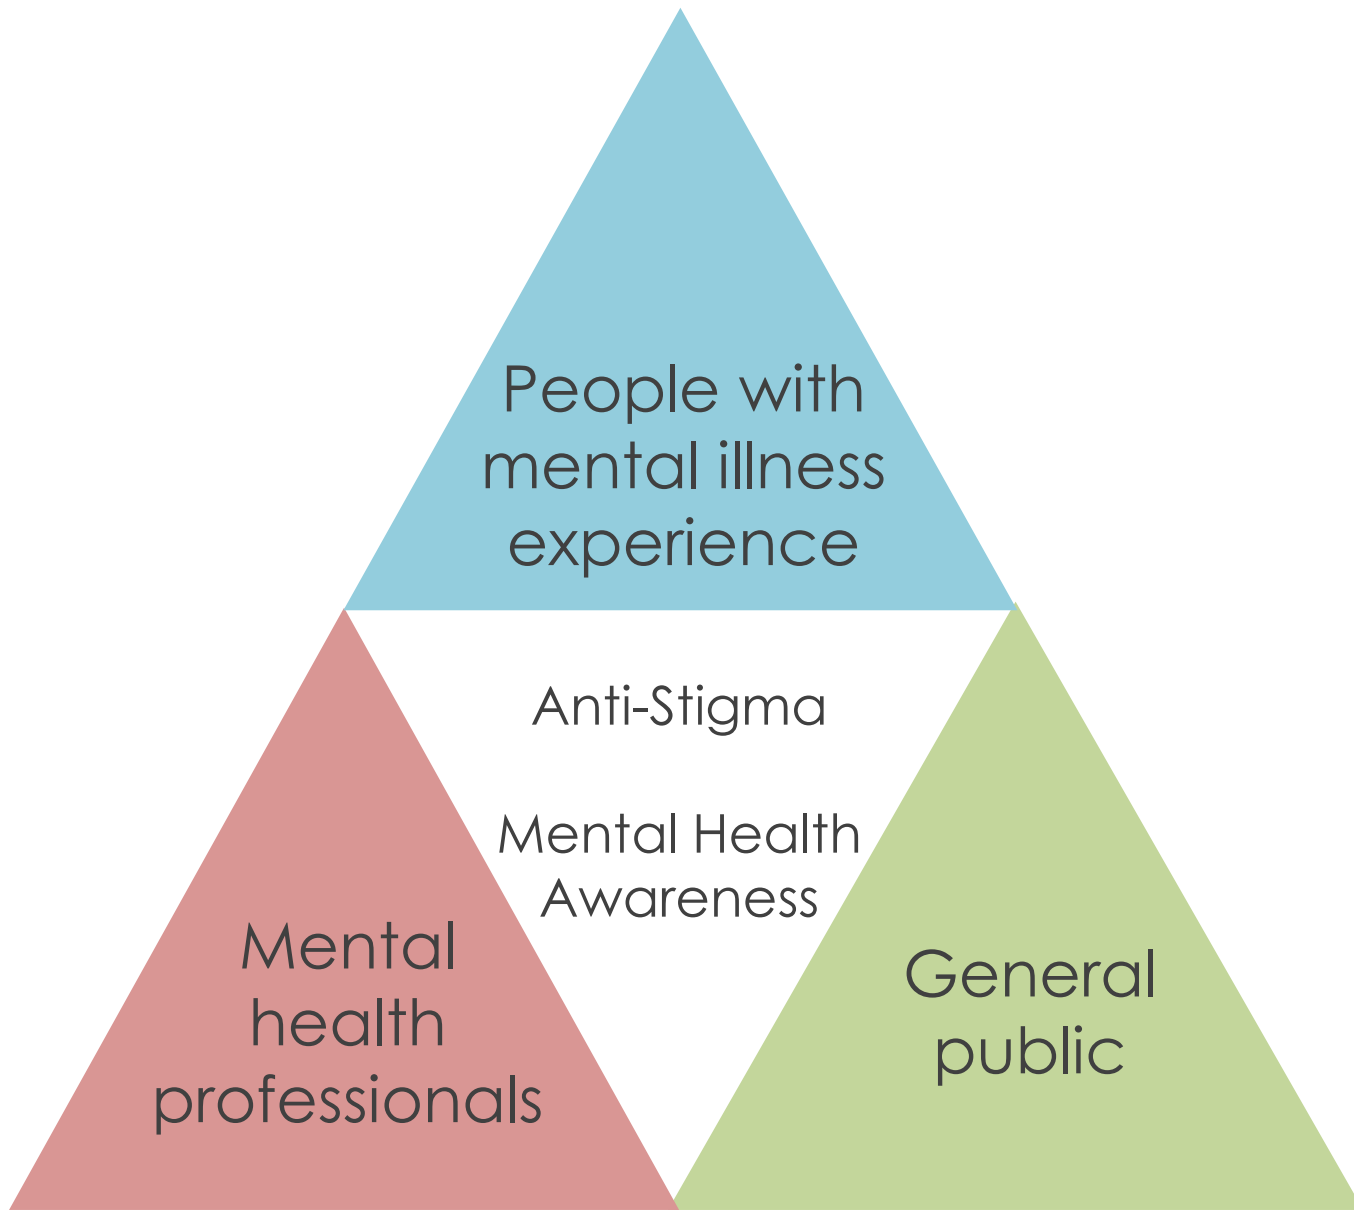 People with
mental illness
experience
Anti-Stigma
Mental Health
Awareness
Mental
health
professionals
General
public